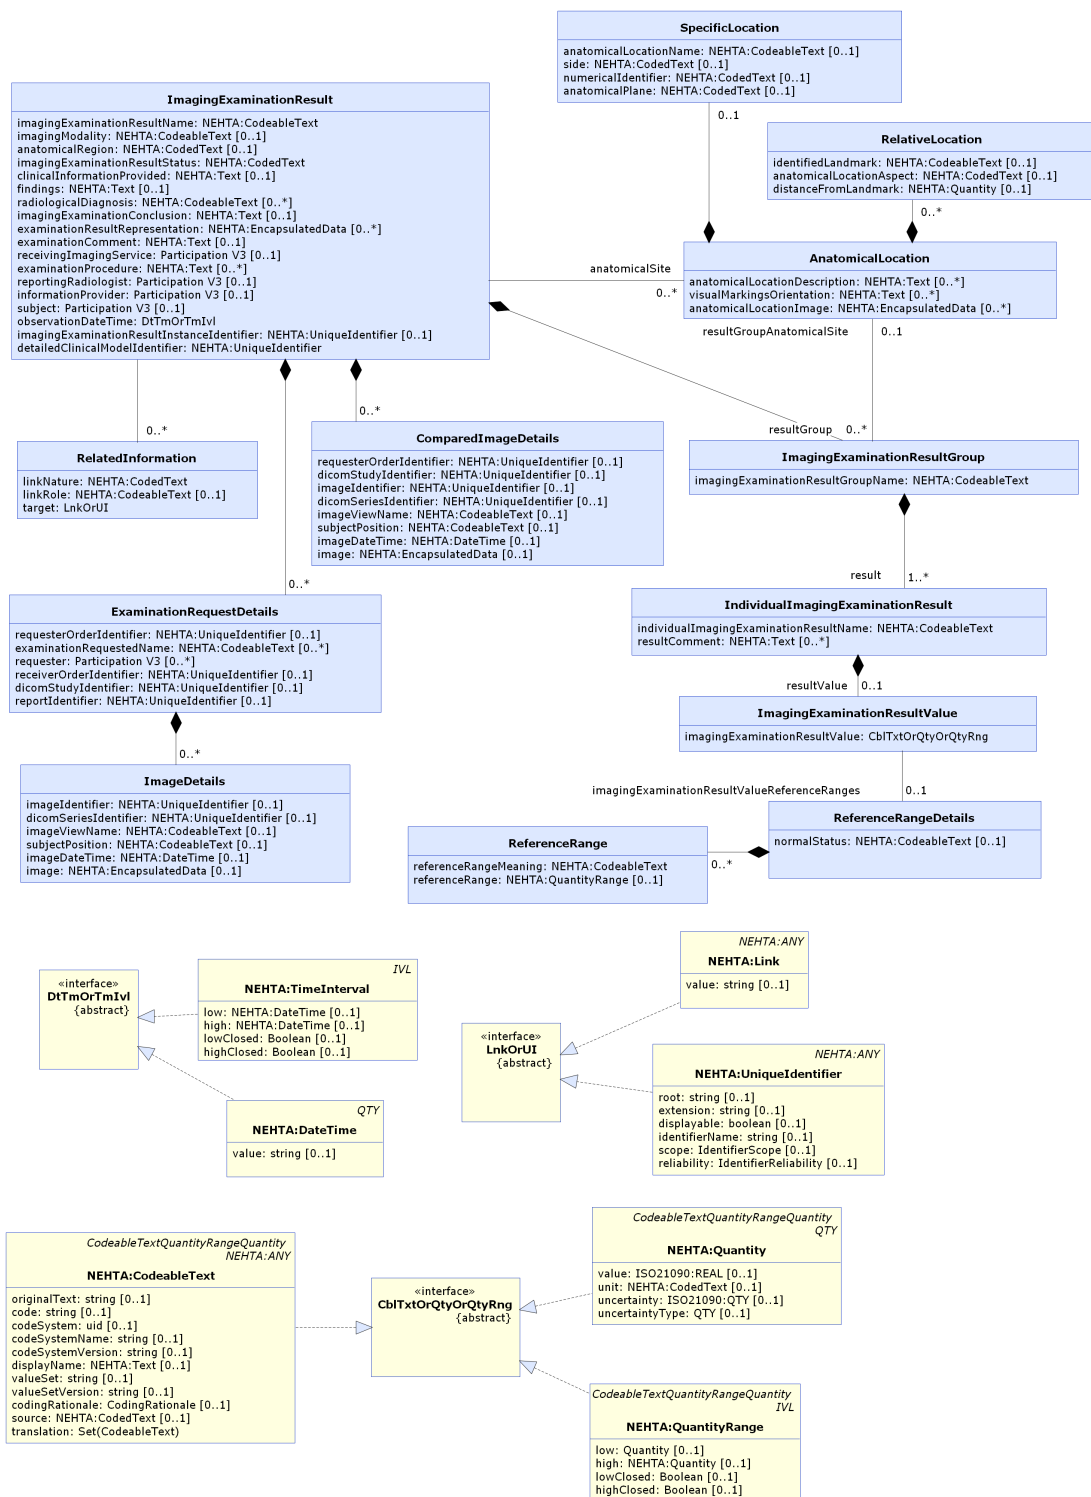 SpecificLocation
anatomicalLocationName: NEHTA:CodeableText [0..1]
side: NEHTA:CodedText [0..1]
numericalIdentifier: NEHTA:CodedText [0..1]
anatomicalPlane: NEHTA:CodedText [0..1]
0..1
ImagingExaminationResult
imagingExaminationResultName: NEHTA:CodeableText
imagingModality: NEHTA:CodeableText [0..1]
anatomicalRegion: NEHTA:CodedText [0..1]
imagingExaminationResultStatus: NEHTA:CodedText
clinicalInformationProvided: NEHTA:Text [0..1]
findings: NEHTA:Text [0..1]
radiologicalDiagnosis: NEHTA:CodeableText [0..*]
imagingExaminationConclusion: NEHTA:Text [0..1]
examinationResultRepresentation: NEHTA:EncapsulatedData [0..*]
examinationComment: NEHTA:Text [0..1]
receivingImagingService: Participation V3 [0..1]
examinationProcedure: NEHTA:Text [0..*]
reportingRadiologist: Participation V3 [0..1]
informationProvider: Participation V3 [0..1]
subject: Participation V3 [0..1]
observationDateTime: DtTmOrTmIvl
imagingExaminationResultInstanceIdentifier: NEHTA:UniqueIdentifier [0..1]
detailedClinicalModelIdentifier: NEHTA:UniqueIdentifier
RelativeLocation
identifiedLandmark: NEHTA:CodeableText [0..1]
anatomicalLocationAspect: NEHTA:CodedText [0..1]
distanceFromLandmark: NEHTA:Quantity [0..1]
0..*
AnatomicalLocation
anatomicalLocationDescription: NEHTA:Text [0..*]
visualMarkingsOrientation: NEHTA:Text [0..*]
anatomicalLocationImage: NEHTA:EncapsulatedData [0..*]
anatomicalSite
0..*
resultGroupAnatomicalSite
0..1
0..*
0..*
resultGroup
0..*
RelatedInformation
linkNature: NEHTA:CodedText
linkRole: NEHTA:CodeableText [0..1]
target: LnkOrUI
ComparedImageDetails
requesterOrderIdentifier: NEHTA:UniqueIdentifier [0..1]
dicomStudyIdentifier: NEHTA:UniqueIdentifier [0..1]
imageIdentifier: NEHTA:UniqueIdentifier [0..1]
dicomSeriesIdentifier: NEHTA:UniqueIdentifier [0..1]
imageViewName: NEHTA:CodeableText [0..1]
subjectPosition: NEHTA:CodeableText [0..1]
imageDateTime: NEHTA:DateTime [0..1]
image: NEHTA:EncapsulatedData [0..1]
ImagingExaminationResultGroup
imagingExaminationResultGroupName: NEHTA:CodeableText
result
1..*
0..*
ExaminationRequestDetails
requesterOrderIdentifier: NEHTA:UniqueIdentifier [0..1]
examinationRequestedName: NEHTA:CodeableText [0..*]
requester: Participation V3 [0..*]
receiverOrderIdentifier: NEHTA:UniqueIdentifier [0..1]
dicomStudyIdentifier: NEHTA:UniqueIdentifier [0..1]
reportIdentifier: NEHTA:UniqueIdentifier [0..1]
IndividualImagingExaminationResult
individualImagingExaminationResultName: NEHTA:CodeableText
resultComment: NEHTA:Text [0..*]
resultValue
0..1
ImagingExaminationResultValue
imagingExaminationResultValue: CblTxtOrQtyOrQtyRng
0..*
ImageDetails
imageIdentifier: NEHTA:UniqueIdentifier [0..1]
dicomSeriesIdentifier: NEHTA:UniqueIdentifier [0..1]
imageViewName: NEHTA:CodeableText [0..1]
subjectPosition: NEHTA:CodeableText [0..1]
imageDateTime: NEHTA:DateTime [0..1]
image: NEHTA:EncapsulatedData [0..1]
imagingExaminationResultValueReferenceRanges
0..1
ReferenceRangeDetails
normalStatus: NEHTA:CodeableText [0..1]
ReferenceRange
referenceRangeMeaning: NEHTA:CodeableText
referenceRange: NEHTA:QuantityRange [0..1]
0..*
«interface»
DtTmOrTmIvl
{abstract}
IVL
NEHTA:TimeInterval
low: NEHTA:DateTime [0..1]
high: NEHTA:DateTime [0..1]
lowClosed: Boolean [0..1]
highClosed: Boolean [0..1]
QTY
NEHTA:DateTime
value: string [0..1]
NEHTA:ANY
NEHTA:Link
value: string [0..1]
«interface»
LnkOrUI
{abstract}
NEHTA:ANY
NEHTA:UniqueIdentifier
root: string [0..1]
extension: string [0..1]
displayable: boolean [0..1]
identifierName: string [0..1]
scope: IdentifierScope [0..1]
reliability: IdentifierReliability [0..1]
CodeableTextQuantityRangeQuantity
NEHTA:ANY
NEHTA:CodeableText
originalText: string [0..1]
code: string [0..1]
codeSystem: uid [0..1]
codeSystemName: string [0..1]
codeSystemVersion: string [0..1]
displayName: NEHTA:Text [0..1]
valueSet: string [0..1]
valueSetVersion: string [0..1]
codingRationale: CodingRationale [0..1]
source: NEHTA:CodedText [0..1]
translation: Set(CodeableText)
«interface»
CblTxtOrQtyOrQtyRng
{abstract}
CodeableTextQuantityRangeQuantity
QTY
NEHTA:Quantity
value: ISO21090:REAL [0..1]
unit: NEHTA:CodedText [0..1]
uncertainty: ISO21090:QTY [0..1]
uncertaintyType: QTY [0..1]
CodeableTextQuantityRangeQuantity
IVL
NEHTA:QuantityRange
low: Quantity [0..1]
high: NEHTA:Quantity [0..1]
lowClosed: Boolean [0..1]
highClosed: Boolean [0..1]